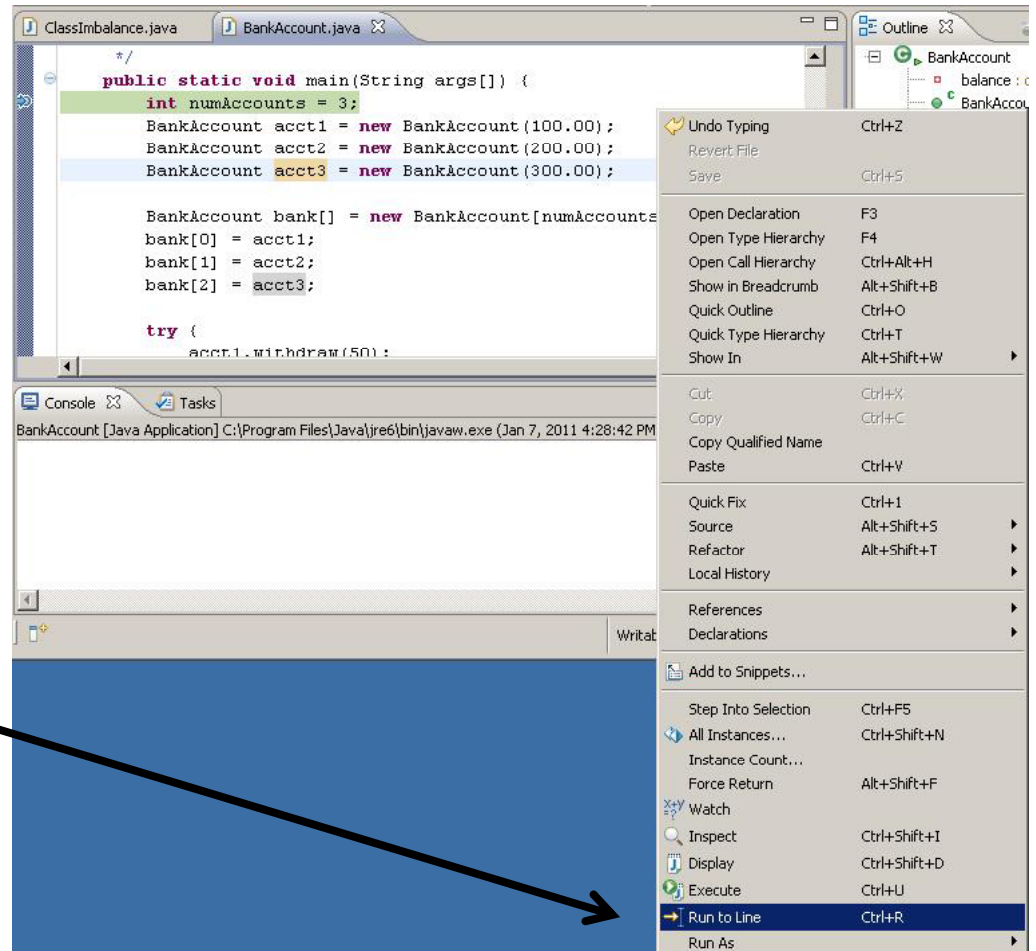 ClassImbalance.java BankAccount.java Outline
*/
public static void main(String args[]) {
int numAccounts = 3;
BankAccount acct1 = new BankAccount(100.00);
BankAccount acct2 = new BankAccount(200.00);
BankAccount acct3 = new BankAccount(300.00);
BankAccount bank[] = new BankAccount[numAccounts
bank[0] = acct1;
bank[1] = acct2;
bank[2] = acct3;
try {
acct1.withdraw(50);
BankAccount
balance :
BankAccou
Console Tasks
BankAccount [Java Application] C:\Program Files\Java\jre6\bin\javaw.exe (Jan 7, 2011 4:28:42 PM
Writab
Undo Typing Ctrl+Z
Revert File
Save Ctrl+S
Open Declaration F3
Open Type Hierarchy F4
Open Call Hierarchy Ctrl+Alt+H
Show in Breadcrumb Alt+Shift+B
Quick Outline Ctrl+O
Quick Type Hierarchy Ctrl+T
Show In Alt+Shift+W
Cut Ctrl+X
Copy Ctrl+C
Copy Qualified Name
Paste Ctrl+V
Quick Fix Ctrl+1
Source Alt+Shift+S
Refactor Alt+Shift+T
Local History
References
Declarations
Add to Snippets...
Step Into Selection Ctrl+F5
All Instances... Ctrl+Shift+N
Instance Count...
Force Return Alt+Shift+F
Watch
Inspect Ctrl+Shift+I
Display Ctrl+Shift+D
Execute Ctrl+U
Run to Line Ctrl+R
Run As